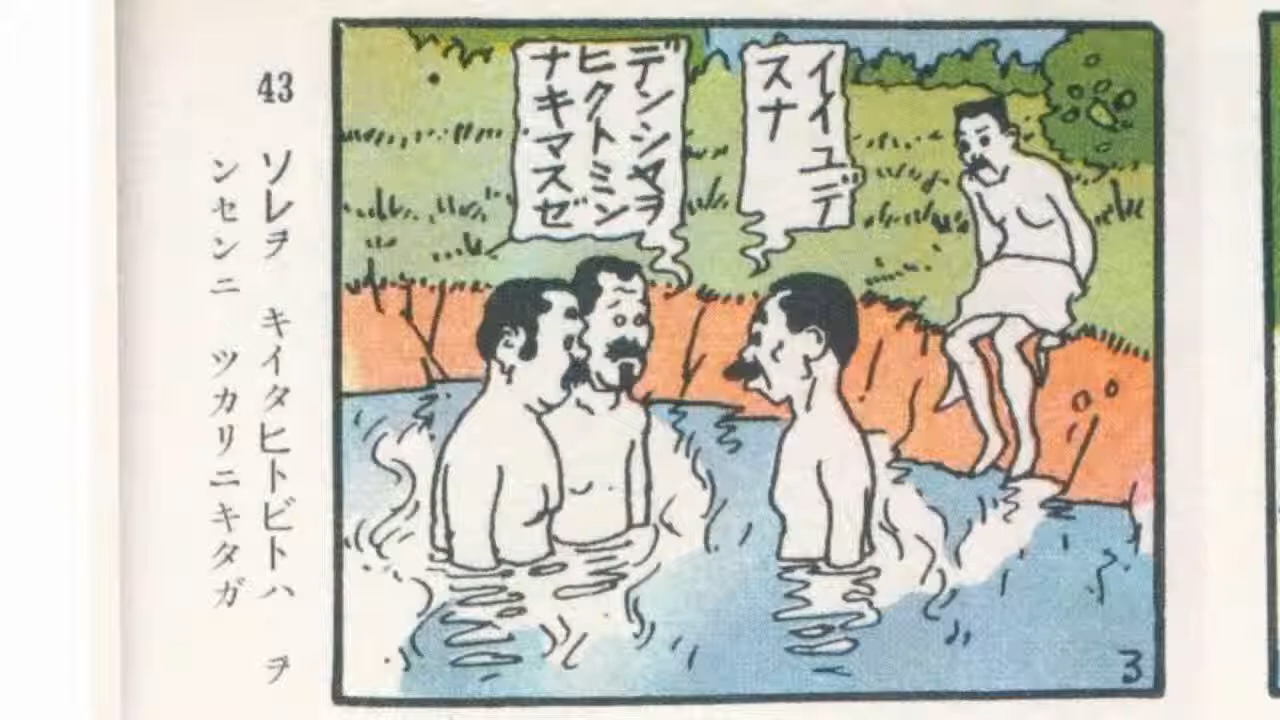 イイユデ
スナ
デンシヤヲ
ヒクトミン
ナキマスゼ
3
43 ソレヲ キイタヒトビトハ ヲ
ンセンニ ツカリニキタガ